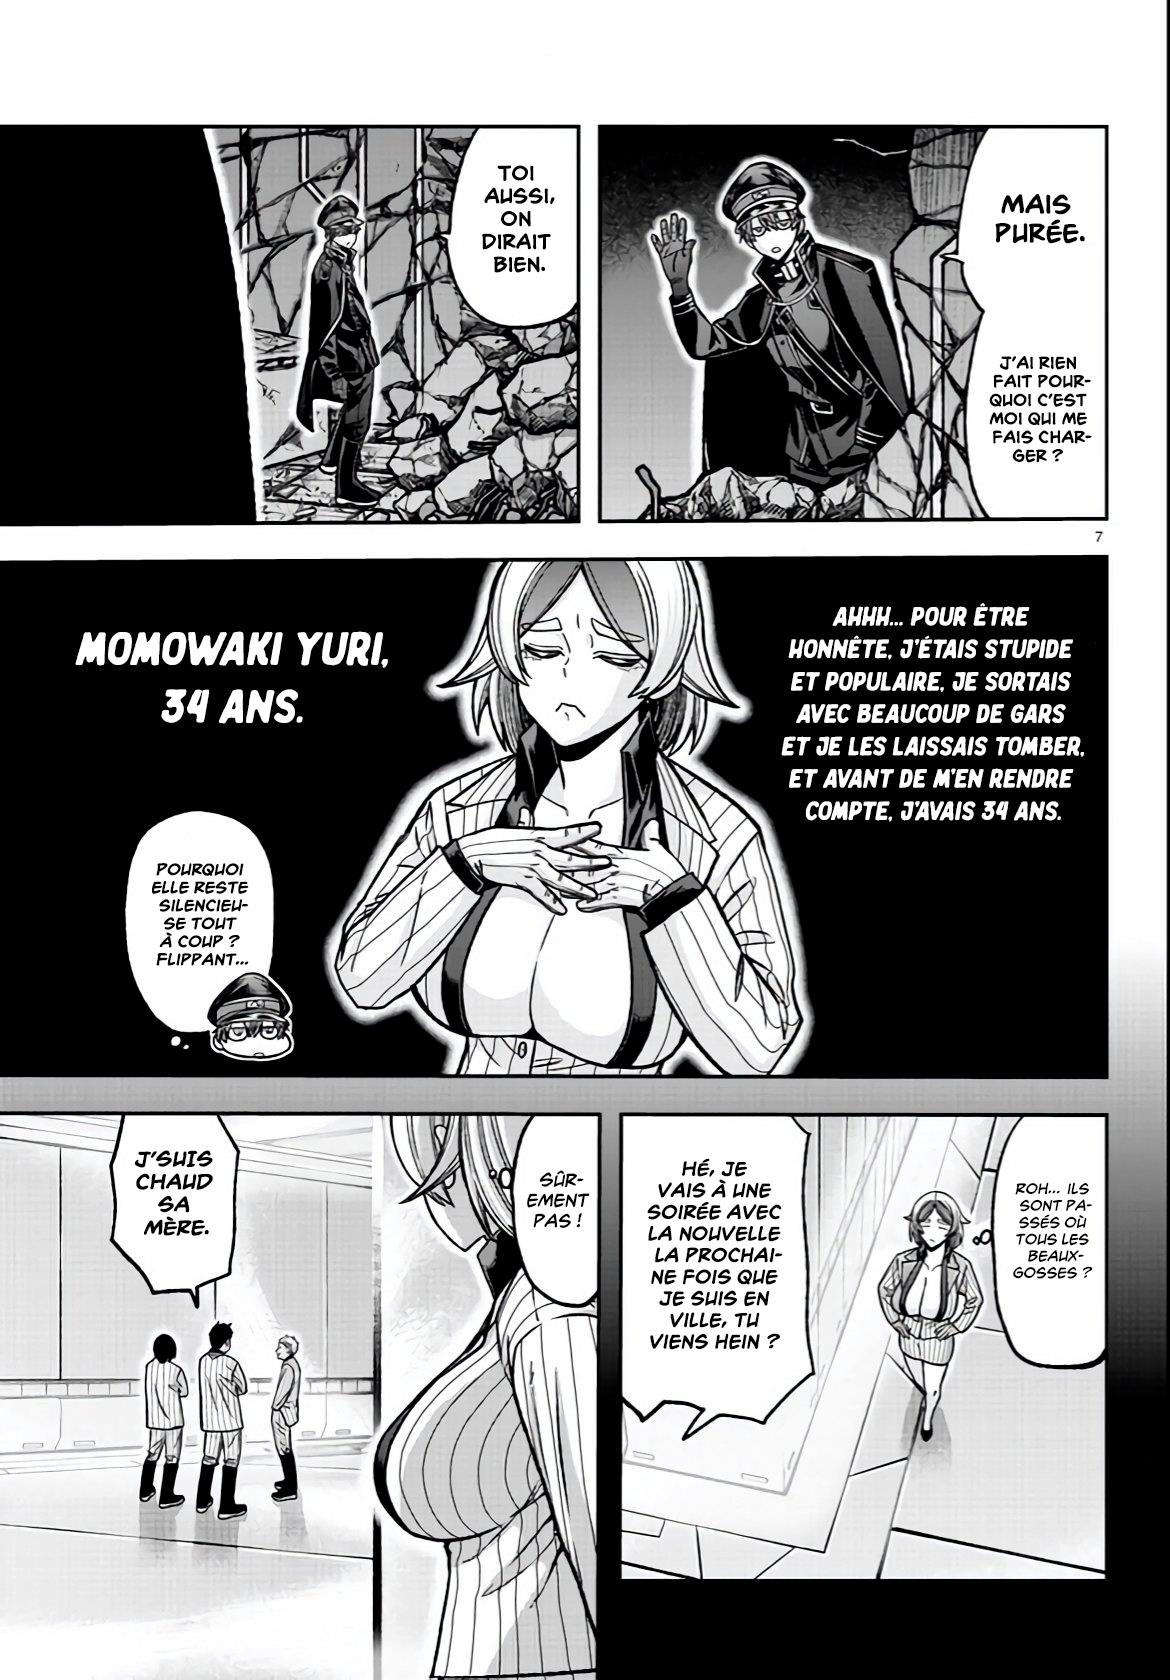 MAIS
PURÉE.
J'AI RIEN
FAIT POUR-
QUOI C'EST
MOI QUI ME
FAIS CHAR-
GER ?
TOI
AUSSI,
ON
DIRAIT
BIEN.
7
AHHH... POUR ÊTRE
HONNÊTE, J'ÉTAIS STUPIDE
ET POPULAIRE, JE SORTAIS
AVEC BEAUCOUP DE GARS
ET JE LES LAISSAIS TOMBER,
ET AVANT DE M'EN RENDRE
COMPTE, J'AVAIS 34 ANS.
MOMOWAKI YURI,
34 ANS.
POURQUOI
ELLE RESTE
SILENCIEU-
SE TOUT
À COUP ?
FLIPPANT...
ROH... ILS
SONT PAS-
SÉS OÙ
TOUS LES
BEAUX-
GOSSES ?
HÉ, JE
VAIS À UNE
SOIRÉE AVEC
LA NOUVELLE
LA PROCHAI-
NE FOIS QUE
JE SUIS EN
VILLE, TU
VIENS HEIN ?
SÛR-
EMENT
PAS !
J'SUIS
CHAUD
SA
MÈRE.